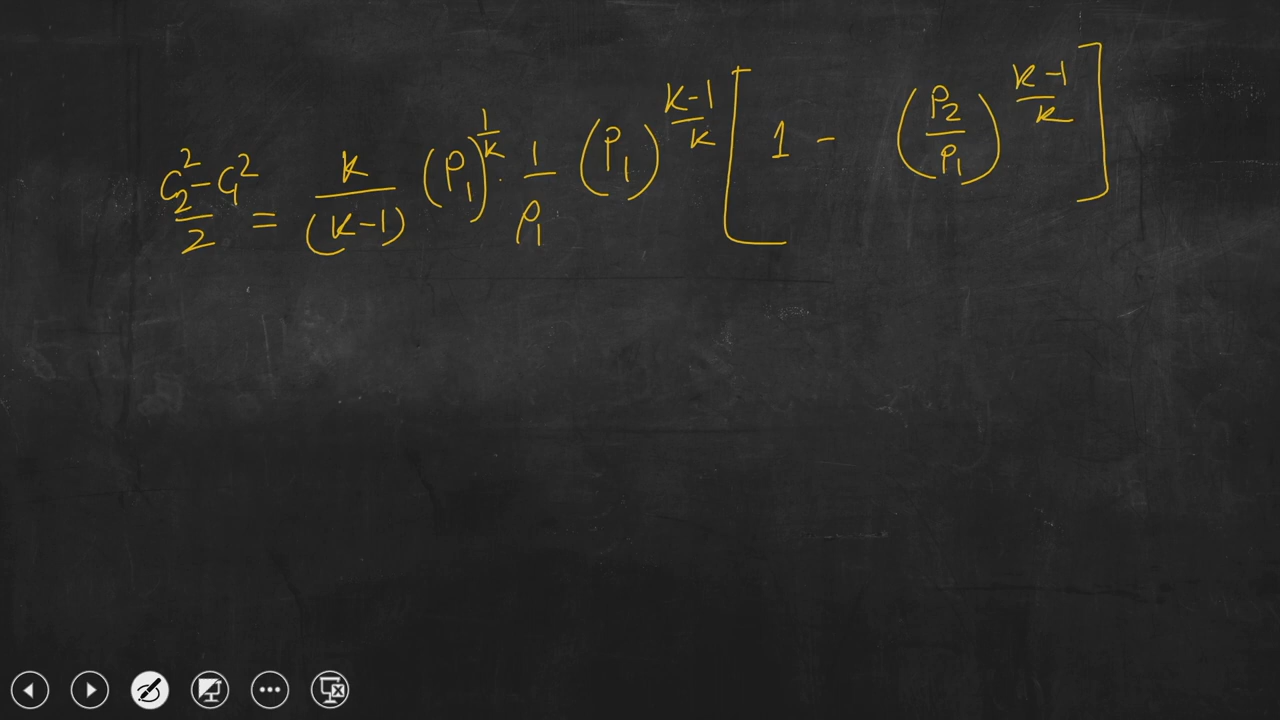 (C₂² - C₁²)/2 = K/(K-1) (P₁)^(1/K) · 1/ρ₁ (P₁)^((K-1)/K) [ 1 - (P₂/P₁)^((K-1)/K) ]